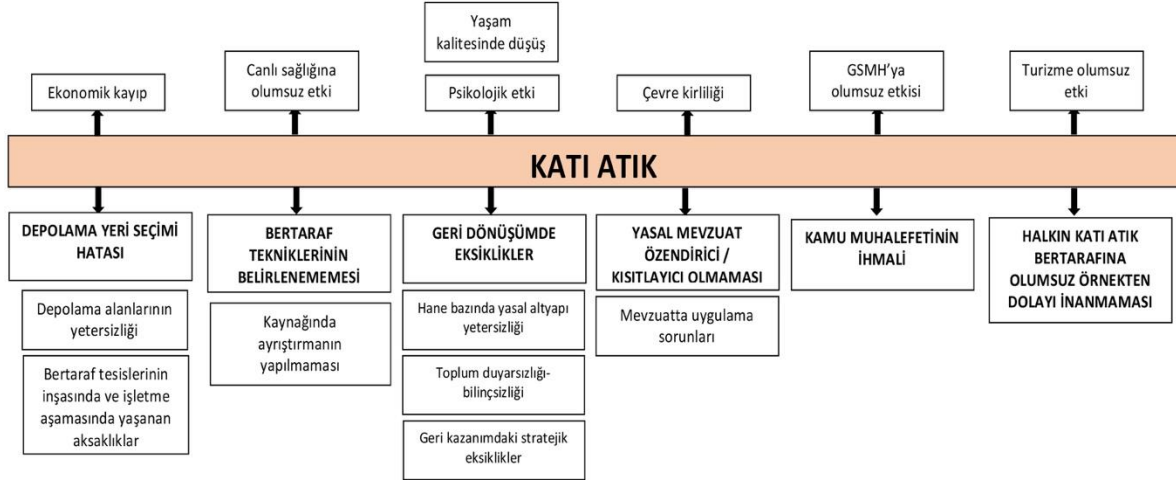 Yaşam
kalitesinde düşüş
Ekonomik kayıp
Canlı sağlığına
olumsuz etki
Psikolojik etki
Çevre kirliliği
GSMH'ya
olumsuz etkisi
Turizme olumsuz
etki
KATI ATIK
DEPOLAMA YERİ SEÇİMİ
HATASI
Depolama alanlarının
yetersizliği
Bertaraf tesislerinin
inşasında ve işletme
aşamasında yaşanan
aksaklıklar
BERTARAF
TEKNİKLERİNİN
BELİRLENEMEMESİ
Kaynağında
ayrıştırmanın
yapılmaması
GERİ DÖNÜŞÜMDE
EKSİKLİKLER
Hane bazında yasal altyapı
yetersizliği
Toplum duyarsızlığı-
bilinçsizliği
Geri kazanımdaki stratejik
eksiklikler
YASAL MEVZUAT
ÖZENDİRİCİ /
KISITLAYICI OLMAMASI
Mevzuatta uygulama
sorunları
KAMU MUHALEFETİNİN
İHMALİ
HALKIN KATI ATIK
BERTARAFINA
OLUMSUZ ÖRNEKTEN
DOLAYI İNANMAMASI